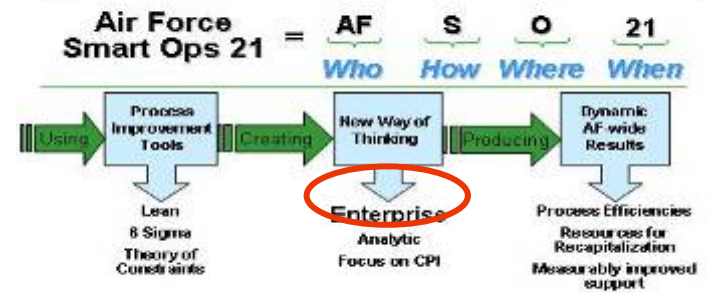 Air Force
Smart Ops 21 = AF S O 21
Who How Where When
Using
Process
Improvement
Tools
Creating
New Way of
Thinking
Producing
Dynamic
AF-wide
Results
Lean
6 Sigma
Theory of
Constraints
Enterprise
Analytic
Focus on CPI
Process Efficiencies
Resources for
Recapitalization
Measurably improved
support